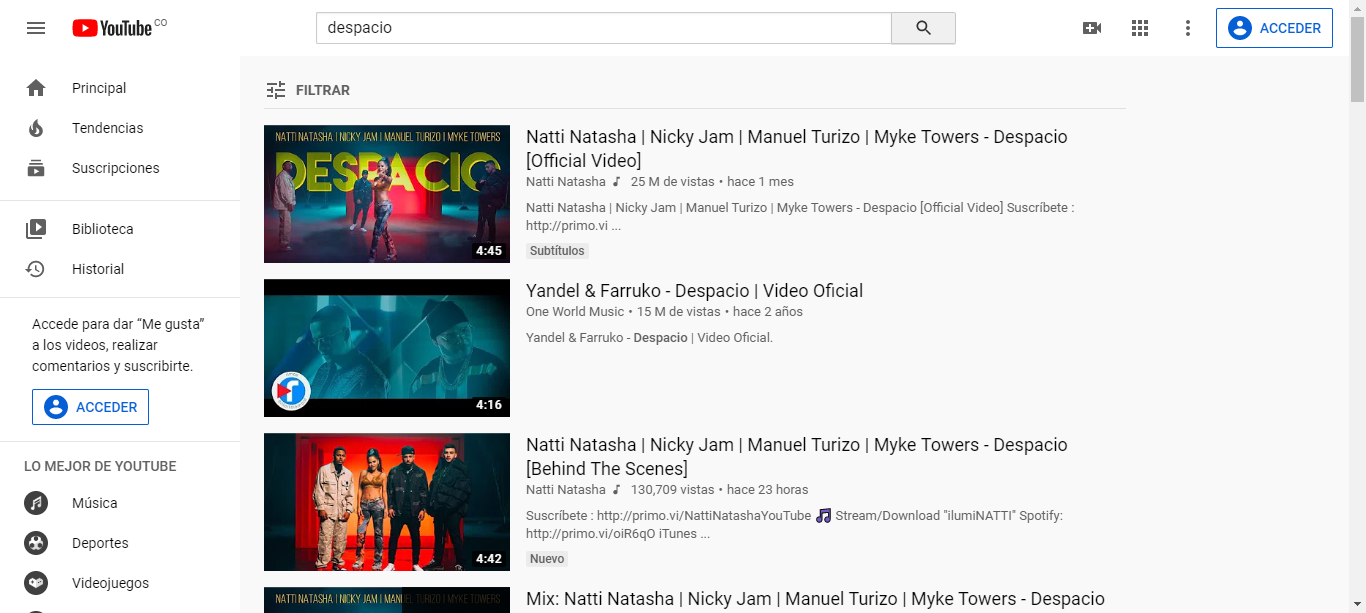 YouTube CO
despacio
ACCEDER
Principal
Tendencias
Suscripciones
Biblioteca
Historial
Accede para dar “Me gusta”
a los videos, realizar
comentarios y suscribirte.
ACCEDER
LO MEJOR DE YOUTUBE
Música
Deportes
Videojuegos
FILTRAR
NATTI NATASHA | NICKY JAM | MANUEL TURIZO | MYKE TOWERS
DESPACIO
4:45
Natti Natasha | Nicky Jam | Manuel Turizo | Myke Towers - Despacio
[Official Video]
Natti Natasha 25 M de vistas • hace 1 mes
Natti Natasha | Nicky Jam | Manuel Turizo | Myke Towers - Despacio [Official Video] Suscríbete :
http://primo.vi ...
Subtítulos
4:16
Yandel & Farruko - Despacio | Video Oficial
One World Music • 15 M de vistas • hace 2 años
Yandel & Farruko - Despacio | Video Oficial.
4:42
Natti Natasha | Nicky Jam | Manuel Turizo | Myke Towers - Despacio
[Behind The Scenes]
Natti Natasha 130,709 vistas • hace 23 horas
Suscríbete : http://primo.vi/NattiNatashaYouTube 🎵 Stream/Download "ilumiNATTI" Spotify:
http://primo.vi/oiR6qO iTunes ...
Nuevo
NATTI NATASHA | NICKY JAM | MANUEL TURIZO | MYKE TOWERS
Mix: Natti Natasha | Nicky Jam | Manuel Turizo | Myke Towers - Despacio